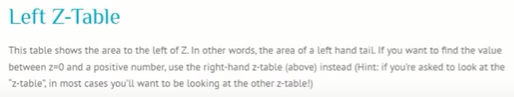 Left Z-Table
This table shows the area to the left of Z. In other words, the area of a left hand tail. If you want to find the value
between z=0 and a positive number, use the right-hand z-table (above) instead (Hint: if you're asked to look at the
"z-table", in most cases you'll want to be looking at the other z-table!)